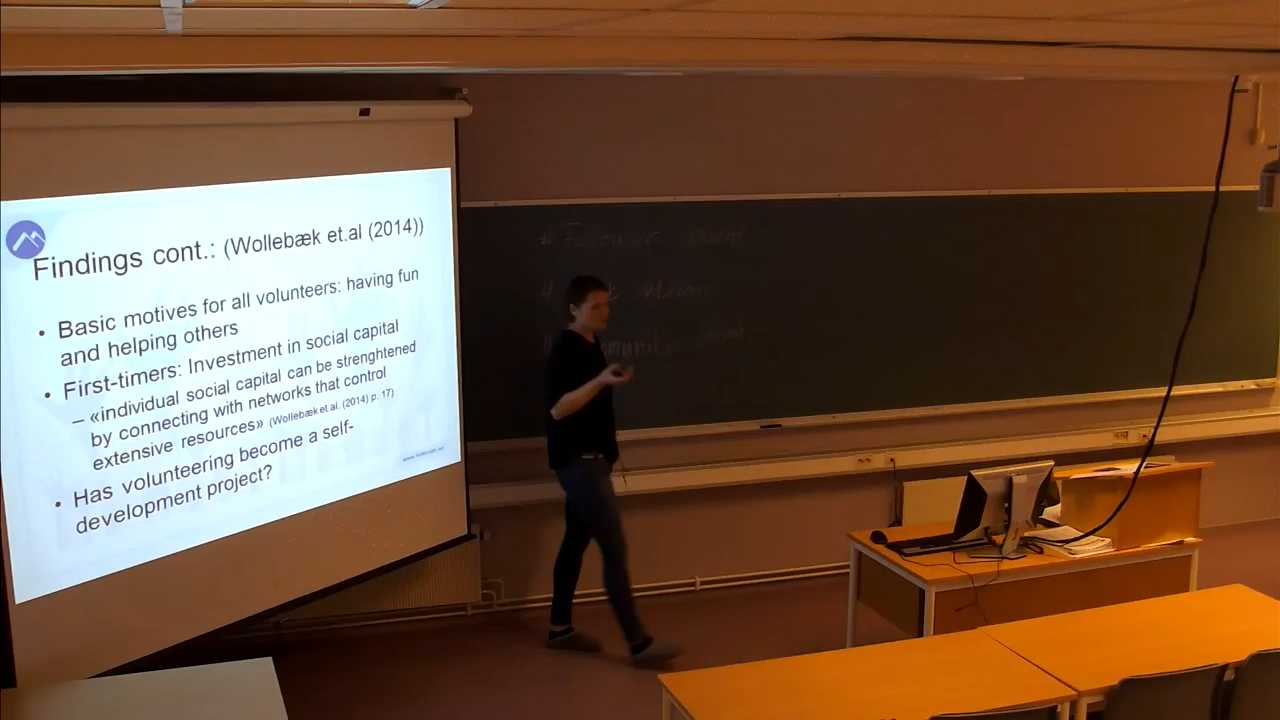 Findings cont.: (Wollebæk et.al (2014))
• Basic motives for all volunteers: having fun
and helping others
• First-timers: Investment in social capital
– «individual social capital can be strenghtened
by connecting with networks that control
extensive resources» (Wollebæk et.al. (2014) p. 17)
• Has volunteering become a self-
development project?